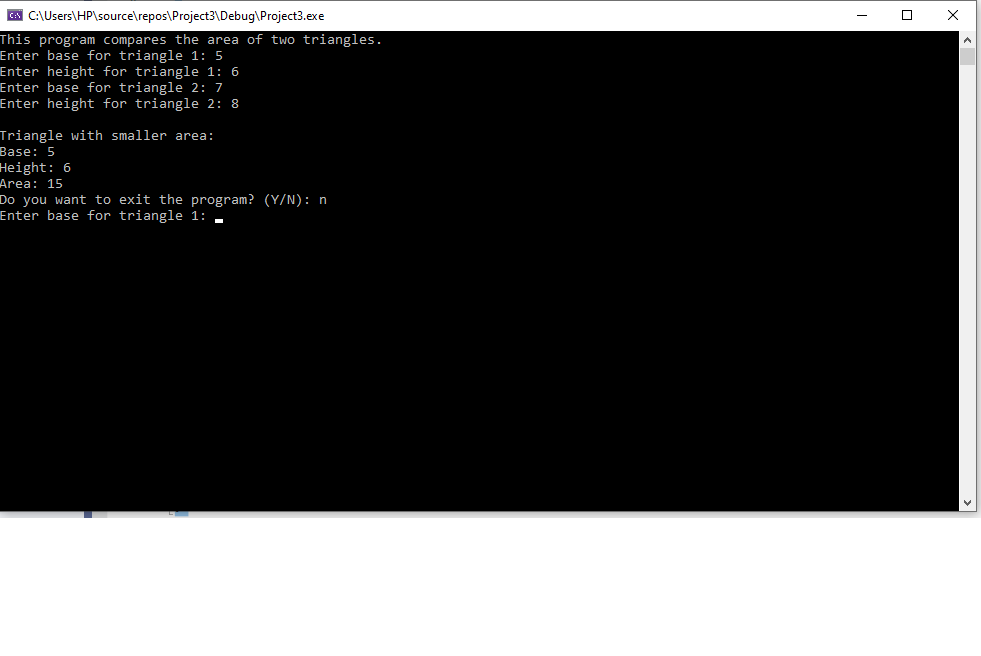 C:\Users\HP\source\repos\Project3\Debug\Project3.exe
This program compares the area of two triangles.
Enter base for triangle 1: 5
Enter height for triangle 1: 6
Enter base for triangle 2: 7
Enter height for triangle 2: 8
Triangle with smaller area:
Base: 5
Height: 6
Area: 15
Do you want to exit the program? (Y/N): n
Enter base for triangle 1: